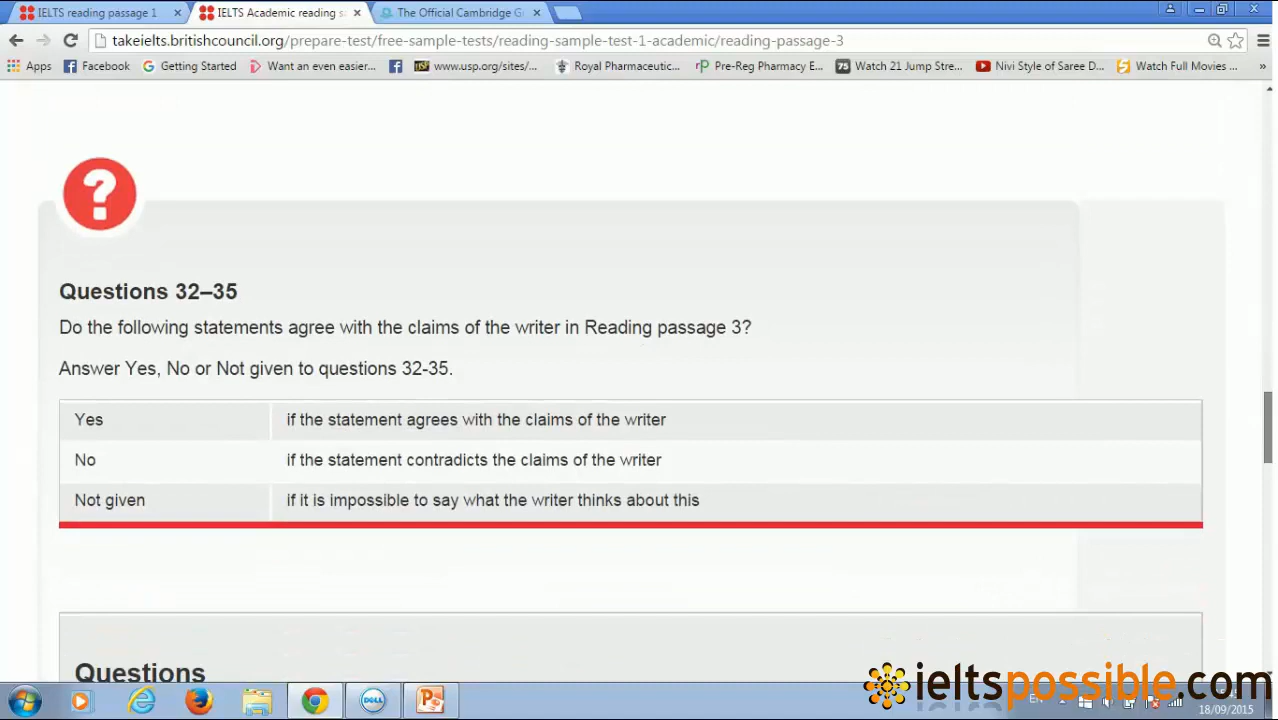 IELTS reading passage 1
IELTS Academic reading s
The Official Cambridge G
takeielts.britishcouncil.org/prepare-test/free-sample-tests/reading-sample-test-1-academic/reading-passage-3
Apps Facebook Getting Started Want an even easier... www.usp.org/sites/... Royal Pharmaceutic... Pre-Reg Pharmacy E... 75 Watch 21 Jump Stre... Nivi Style of Saree D... Watch Full Movies ... »
?
Questions 32–35
Do the following statements agree with the claims of the writer in Reading passage 3?
Answer Yes, No or Not given to questions 32-35.
Yes if the statement agrees with the claims of the writer
No if the statement contradicts the claims of the writer
Not given if it is impossible to say what the writer thinks about this
Questions
ieltspossible.com
EN
18/09/2015